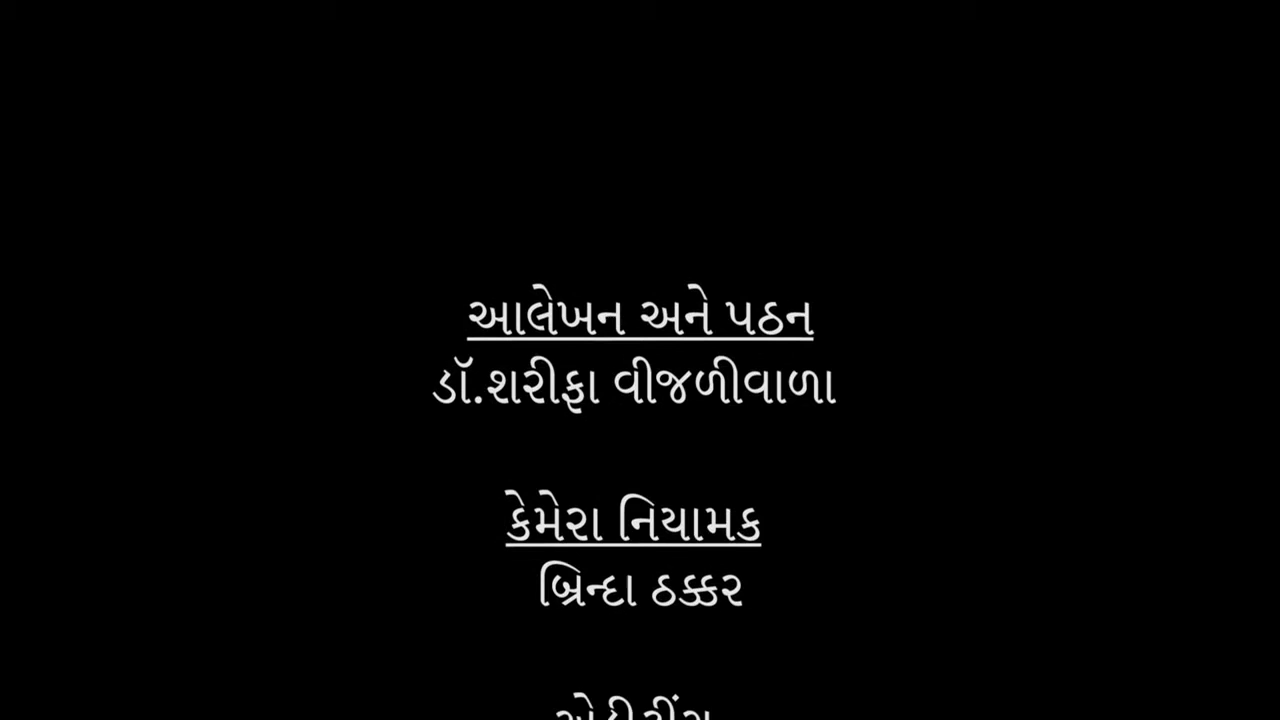 આલેખન અને પઠન
ડૉ.શરીફા વીજળીવાળા
કેમેરા નિયામક
બ્રિન્દા ઠક્કર